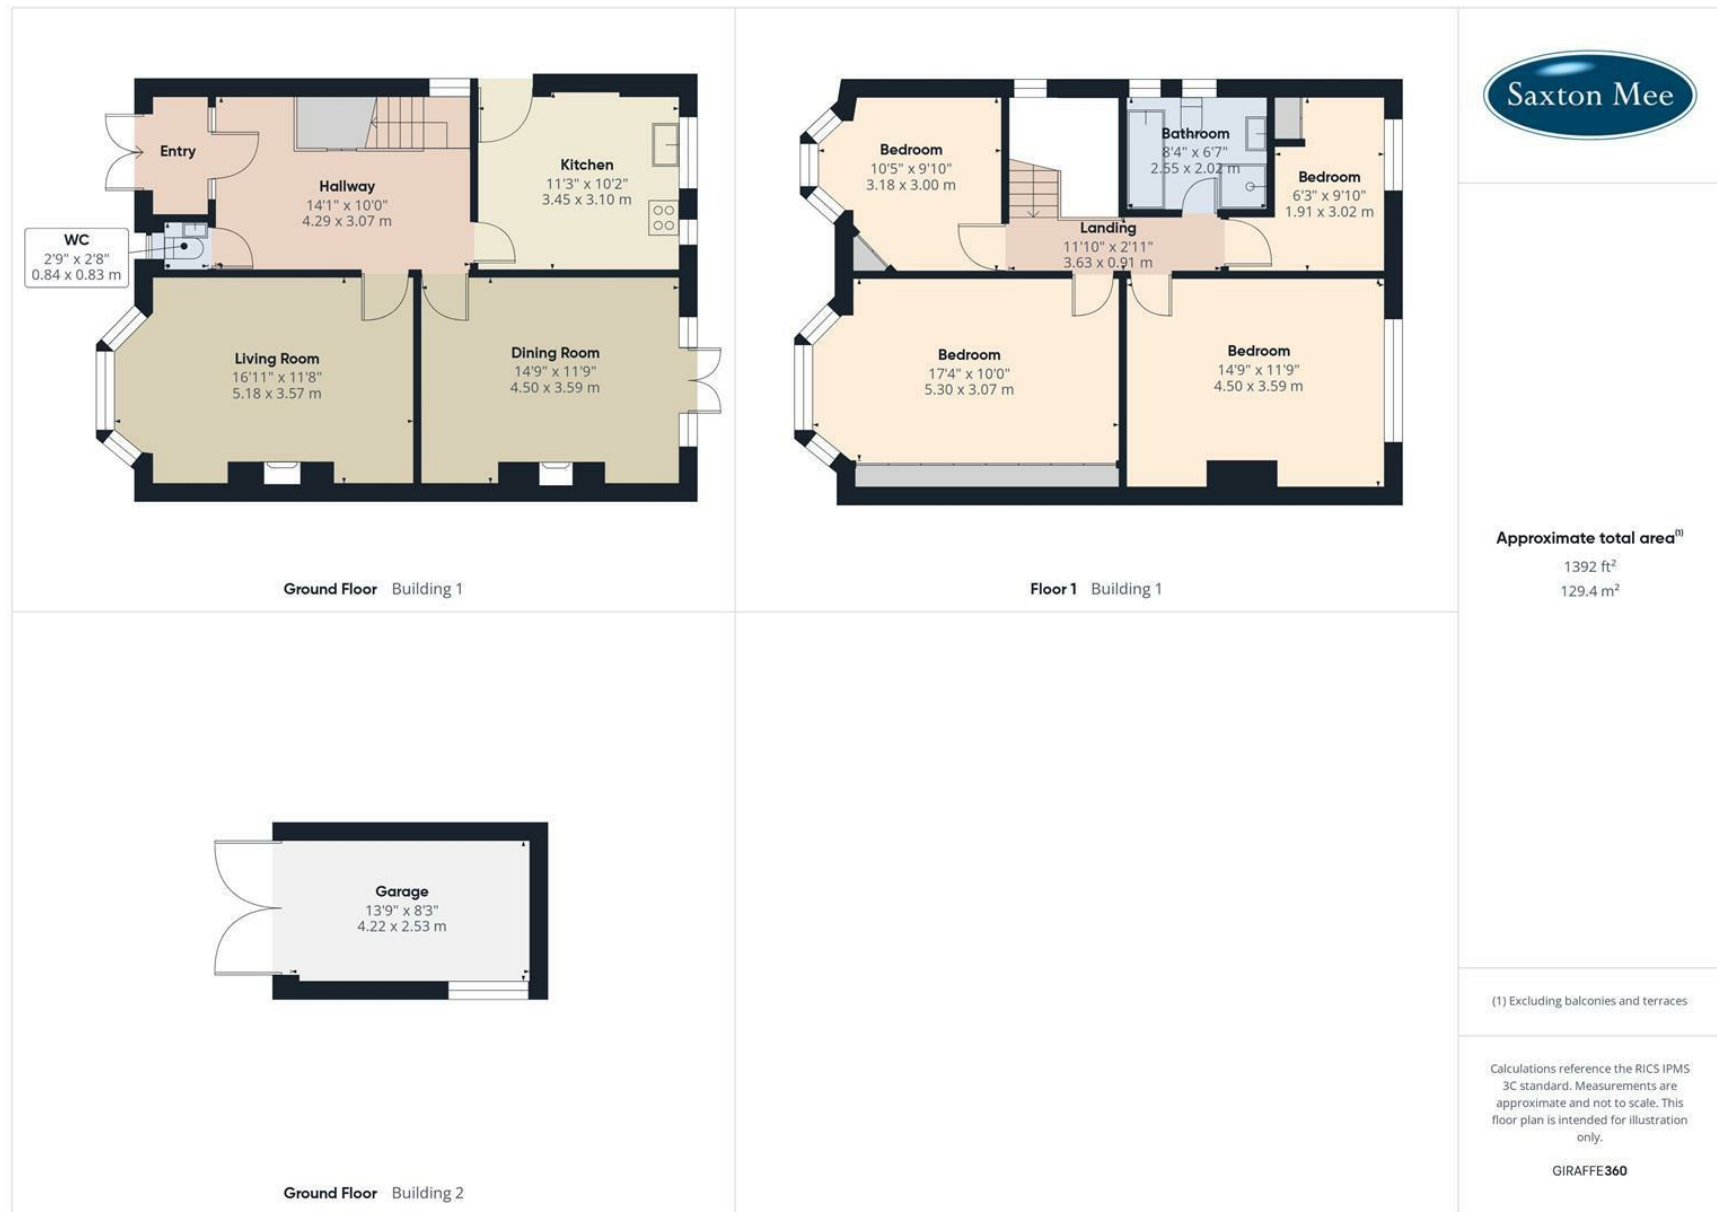 Entry
Hallway
14'1" x 10'0"
4.29 x 3.07 m
Kitchen
11'3" x 10'2"
3.45 x 3.10 m
WC
2'9" x 2'8"
0.84 x 0.83 m
Living Room
16'11" x 11'8"
5.18 x 3.57 m
Dining Room
14'9" x 11'9"
4.50 x 3.59 m
Ground Floor Building 1
Bedroom
10'5" x 9'10"
3.18 x 3.00 m
Bathroom
8'4" x 6'7"
2.55 x 2.02 m
Bedroom
6'3" x 9'10"
1.91 x 3.02 m
Landing
11'10" x 2'11"
3.63 x 0.91 m
Bedroom
17'4" x 10'0"
5.30 x 3.07 m
Bedroom
14'9" x 11'9"
4.50 x 3.59 m
Floor 1 Building 1
Garage
13'9" x 8'3"
4.22 x 2.53 m
Ground Floor Building 2
Saxton Mee
Approximate total area⁽¹⁾
1392 ft²
129.4 m²
(1) Excluding balconies and terraces
Calculations reference the RICS IPMS
3C standard. Measurements are
approximate and not to scale. This
floor plan is intended for illustration
only.
GIRAFFE360